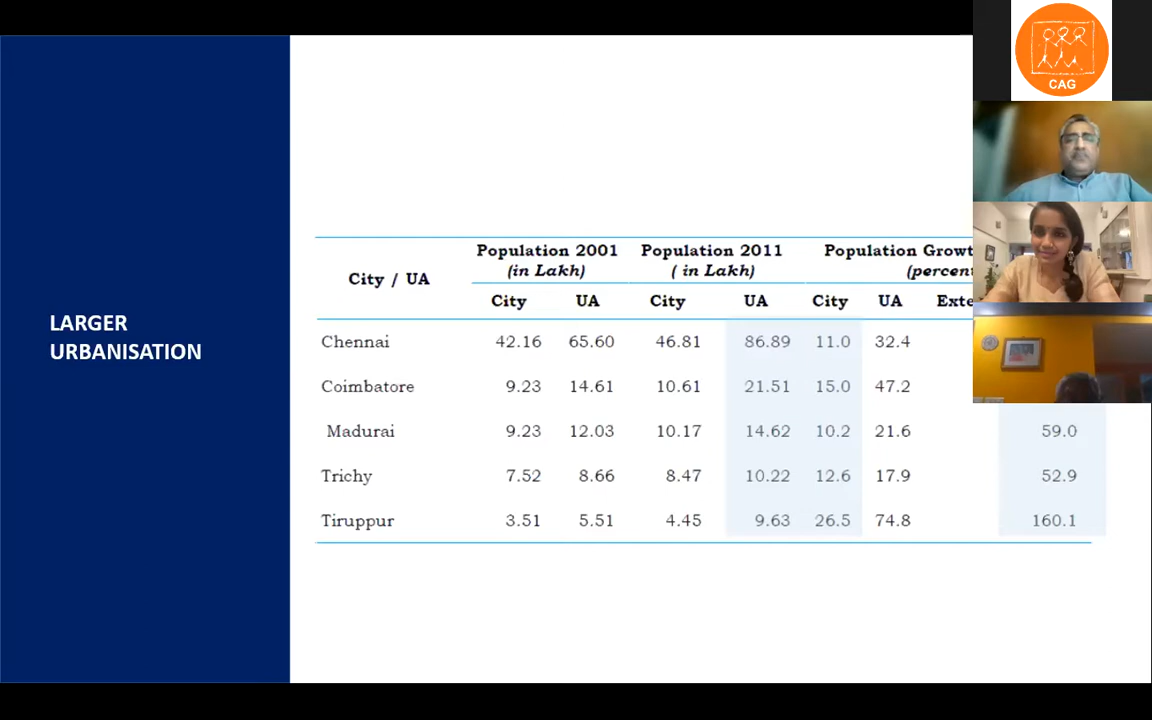 CAG
LARGER
URBANISATION
City / UA
Population 2001
(in Lakh)
Population 2011
( in Lakh)
Population
City UA City UA City UA
Chennai 42.16 65.60 46.81 86.89 11.0 32.4
Coimbatore 9.23 14.61 10.61 21.51 15.0 47.2
Madurai 9.23 12.03 10.17 14.62 10.2 21.6 59.0
Trichy 7.52 8.66 8.47 10.22 12.6 17.9 52.9
Tiruppur 3.51 5.51 4.45 9.63 26.5 74.8 160.1